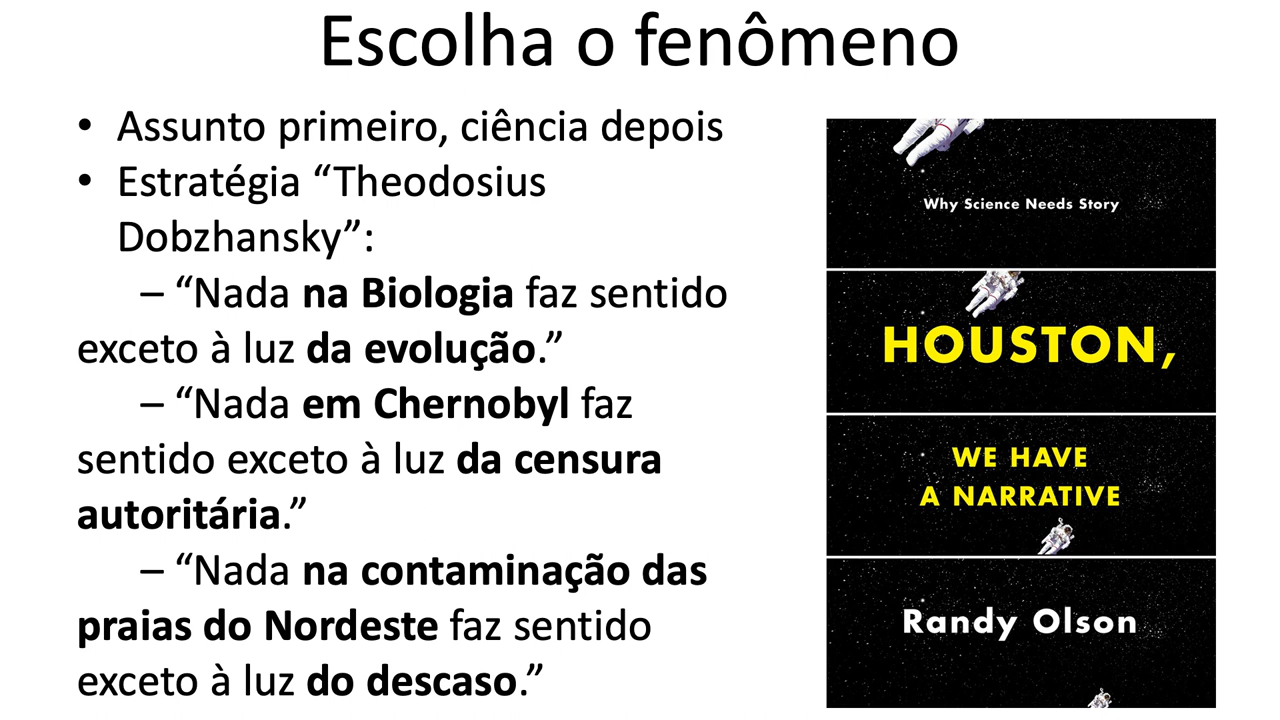 Escolha o fenômeno
• Assunto primeiro, ciência depois
• Estratégia “Theodosius
Dobzhansky”:
– “Nada na Biologia faz sentido
exceto à luz da evolução.”
– “Nada em Chernobyl faz
sentido exceto à luz da censura
autoritária.”
– “Nada na contaminação das
praias do Nordeste faz sentido
exceto à luz do descaso.”
Why Science Needs Story
HOUSTON,
WE HAVE
A NARRATIVE
Randy Olson